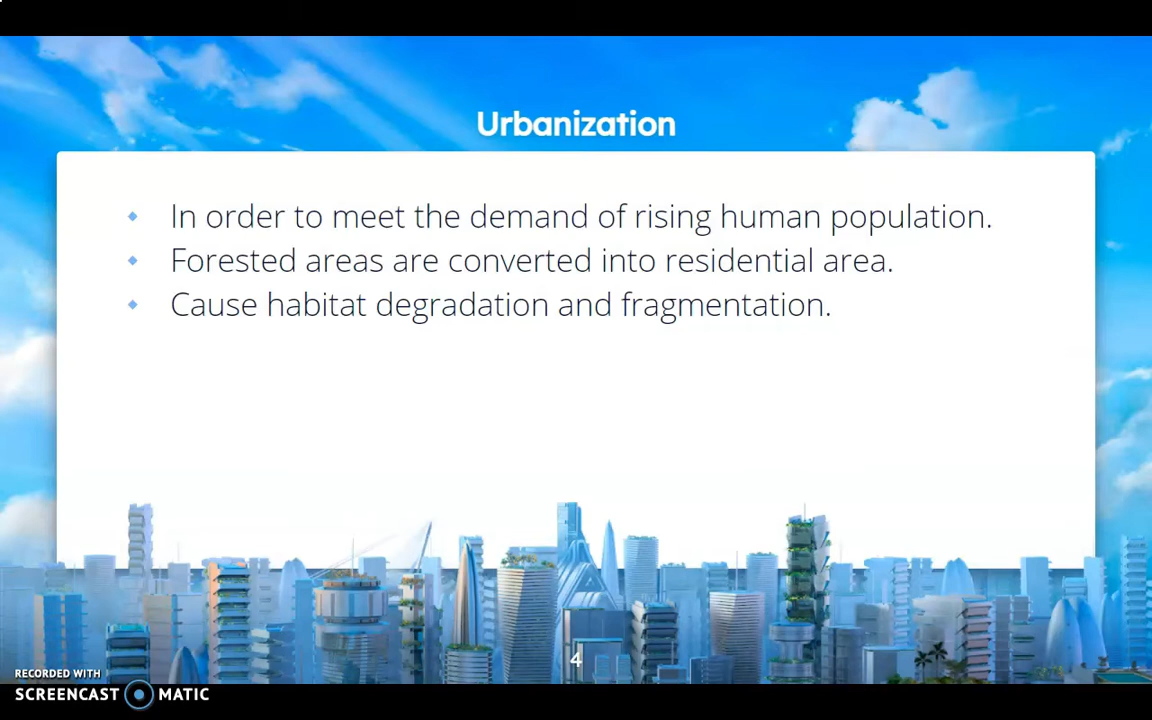 Urbanization
In order to meet the demand of rising human population.
Forested areas are converted into residential area.
Cause habitat degradation and fragmentation.
4
RECORDED WITH
SCREENCAST MATIC